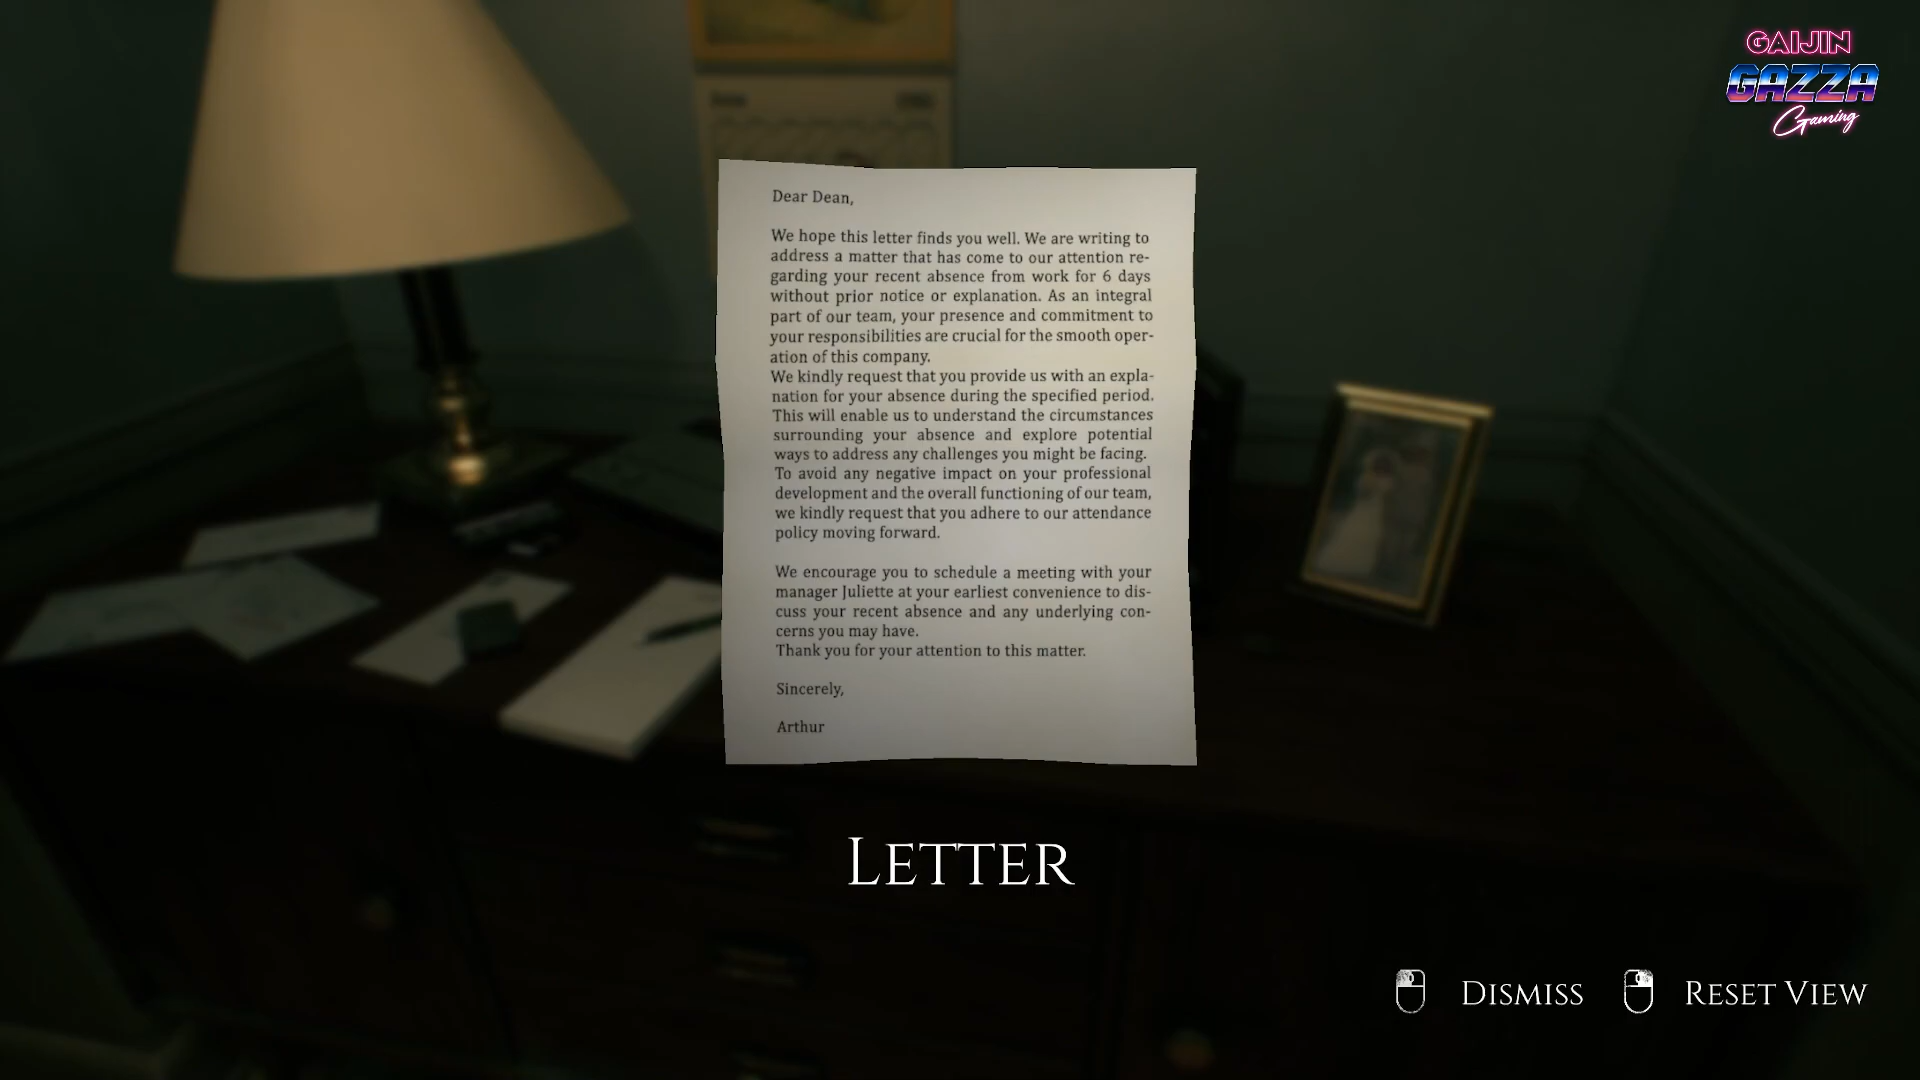 GAIJIN
GAZZA
Gaming
Dear Dean,
We hope this letter finds you well. We are writing to
address a matter that has come to our attention re-
garding your recent absence from work for 6 days
without prior notice or explanation. As an integral
part of our team, your presence and commitment to
your responsibilities are crucial for the smooth oper-
ation of this company.
We kindly request that you provide us with an expla-
nation for your absence during the specified period.
This will enable us to understand the circumstances
surrounding your absence and explore potential
ways to address any challenges you might be facing.
To avoid any negative impact on your professional
development and the overall functioning of our team,
we kindly request that you adhere to our attendance
policy moving forward.
We encourage you to schedule a meeting with your
manager Juliette at your earliest convenience to dis-
cuss your recent absence and any underlying con-
cerns you may have.
Thank you for your attention to this matter.
Sincerely,
Arthur
LETTER
DISMISS
RESET VIEW